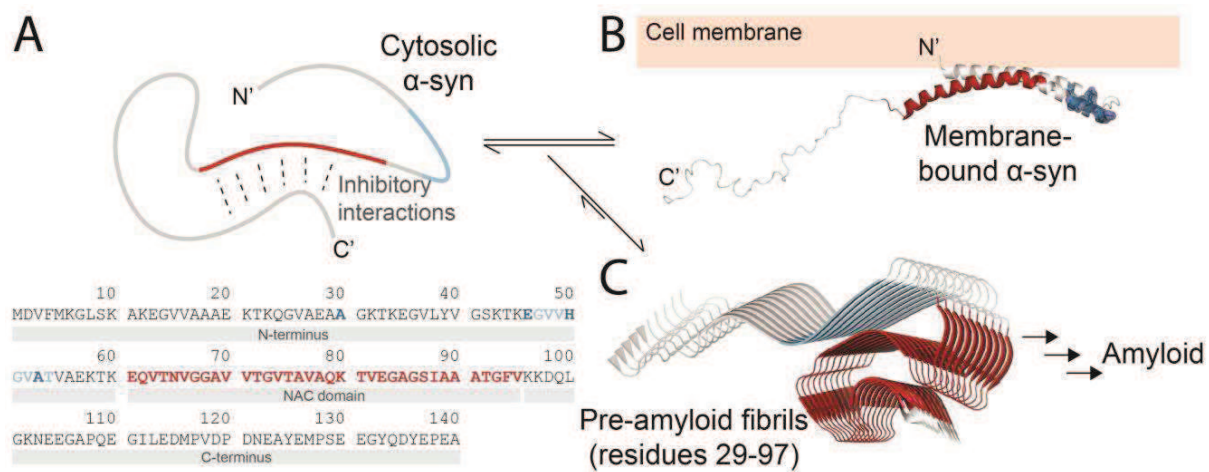 A
Cytosolic
α-syn
N'
Inhibitory
interactions
C'
B
Cell membrane
N'
Membrane-
bound α-syn
C'
C
Pre-amyloid fibrils
(residues 29-97)
Amyloid
10 20 30 40 50
MDVFMKGLSK AKEGVVAAAE KTKQGVAEAA GKTKEGVLYV GSKTKEGVVH
N-terminus
60 70 80 90 100
GVATVAEKTK EQVTNVGGAV VTGVTAVAQK TVEGAGSIAA ATGFVKKDQL
NAC domain
110 120 130 140
GKNEEGAPQE GILEDMPVDP DNEAYEMPSE EGYQDYEPEA
C-terminus